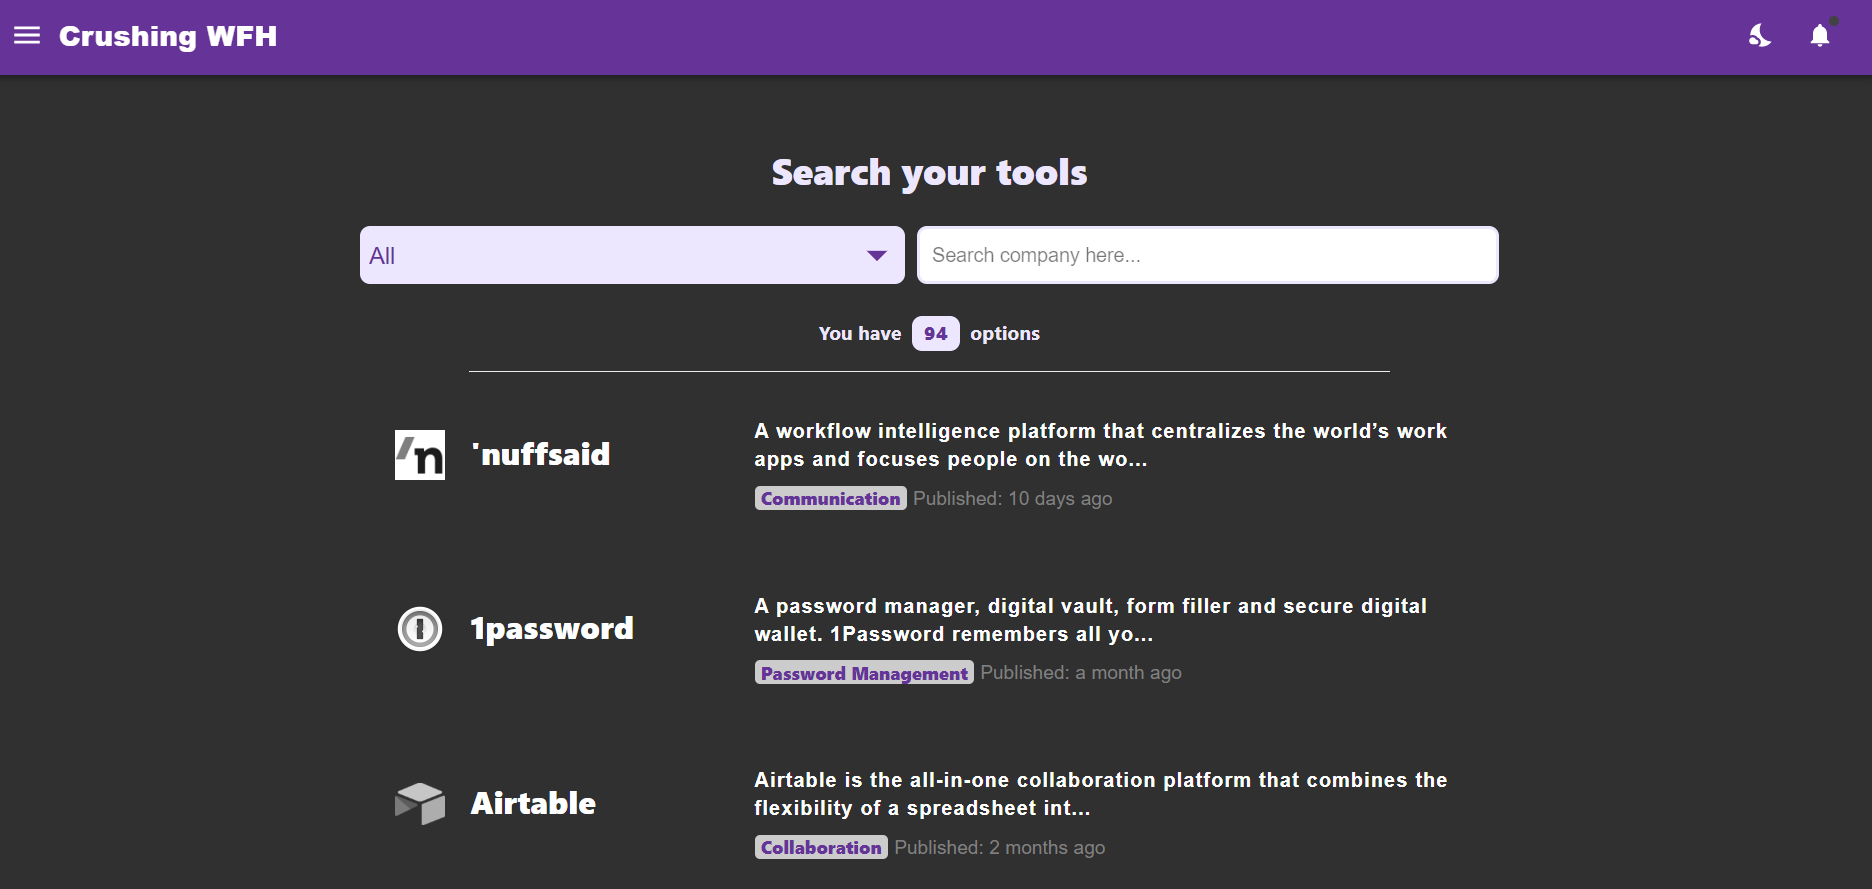 Crushing WFH
Search your tools
All
Search company here...
You have 94 options
'n
'nuffsaid
A workflow intelligence platform that centralizes the world’s work
apps and focuses people on the wo...
Communication Published: 10 days ago
1password
A password manager, digital vault, form filler and secure digital
wallet. 1Password remembers all yo...
Password Management Published: a month ago
Airtable
Airtable is the all-in-one collaboration platform that combines the
flexibility of a spreadsheet int...
Collaboration Published: 2 months ago